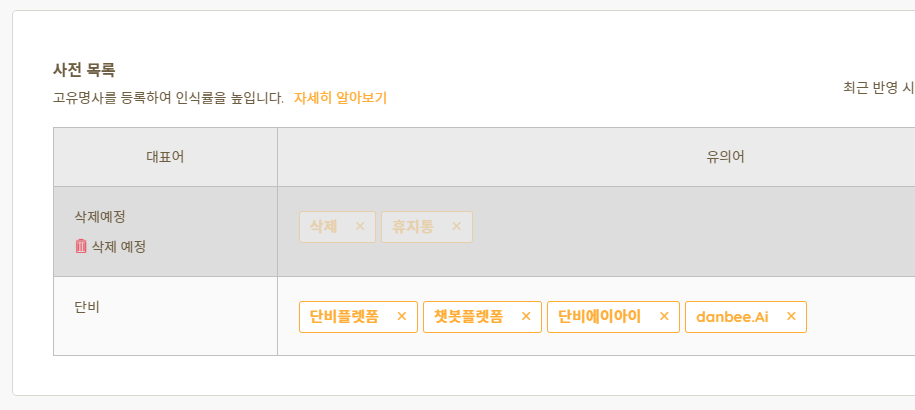 사전 목록
고유명사를 등록하여 인식률을 높입니다. 자세히 알아보기
최근 반영 시
대표어 유의어
삭제예정
삭제 예정
삭제 × 휴지통 ×
단비
단비플렛폼 × 챗봇플렛폼 × 단비에이아이 × danbee.Ai ×